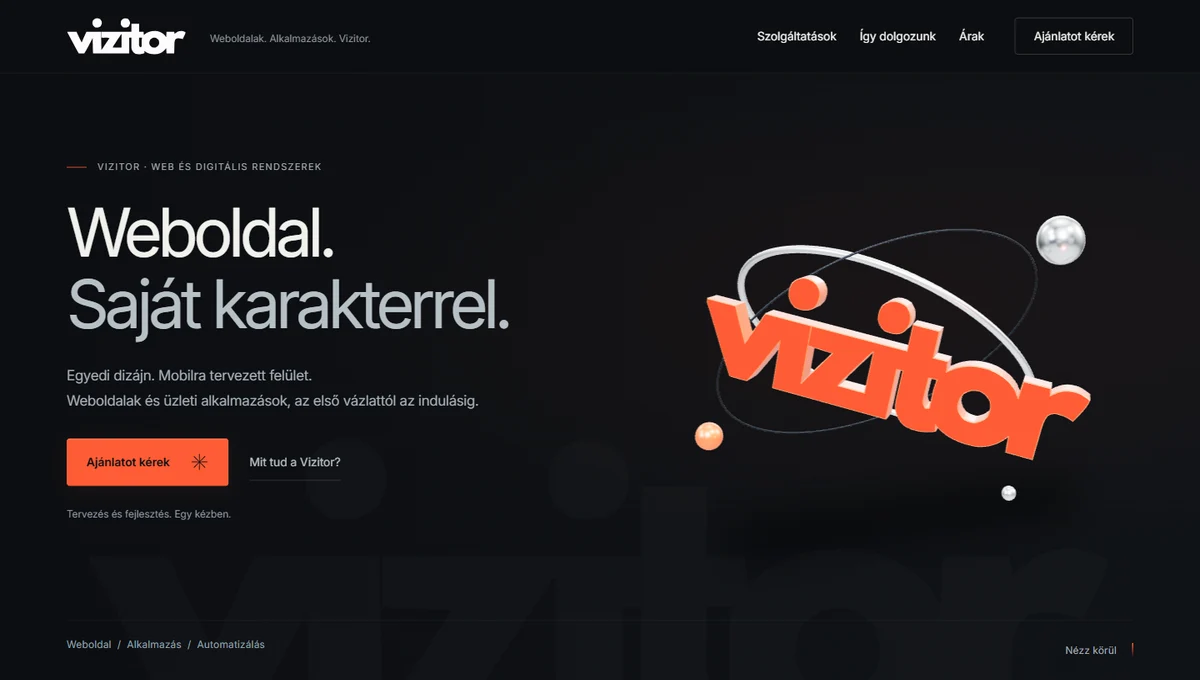 vizitor
Weboldalak. Alkalmazások. Vizitor.
Szolgáltatások
Így dolgozunk
Árak
Ajánlatot kérek
VIZITOR · WEB ÉS DIGITÁLIS RENDSZEREK
Weboldal.
Saját karakterrel.
Egyedi dizájn. Mobilra tervezett felület.
Weboldalak és üzleti alkalmazások, az első vázlattól az indulásig.
Ajánlatot kérek
Mit tud a Vizitor?
Tervezés és fejlesztés. Egy kézben.
vizitor
vizitor
Weboldal / Alkalmazás / Automatizálás
Nézz körül